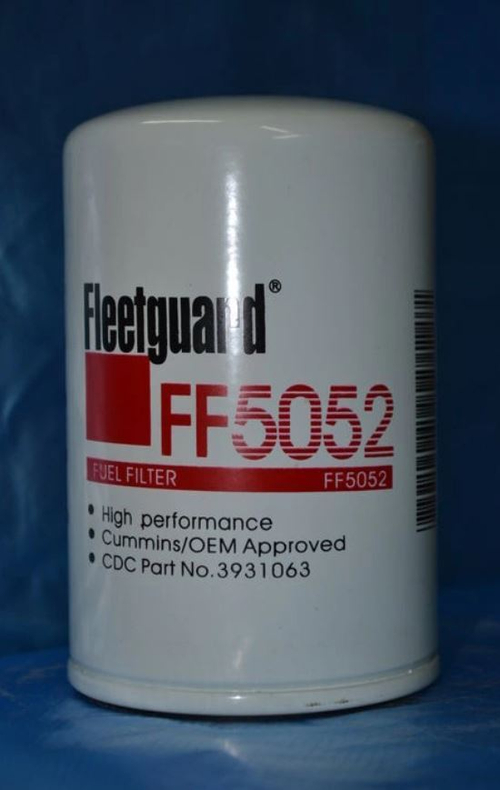 Fleetguard®
FF5052
FUEL FILTER FF5052
• High performance
• Cummins/OEM Approved
• CDC Part No.3931063